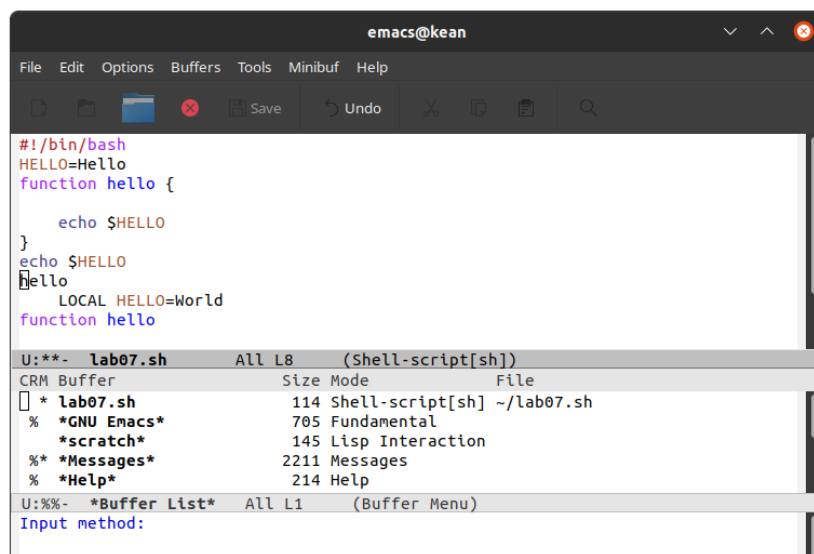 emacs@kean
File Edit Options Buffers Tools Minibuf Help
Save Undo
#!/bin/bash
HELLO=Hello
function hello {
    echo $HELLO
}
echo $HELLO
hello
    LOCAL HELLO=World
function hello
U:**-  lab07.sh       All L8     (Shell-script[sh])
CRM Buffer                 Size Mode             File
  * lab07.sh                114 Shell-script[sh] ~/lab07.sh
 %  *GNU Emacs*             705 Fundamental
    *scratch*               145 Lisp Interaction
 %* *Messages*             2211 Messages
 %  *Help*                  214 Help
U:%%-  *Buffer List*   All L1     (Buffer Menu)
Input method: